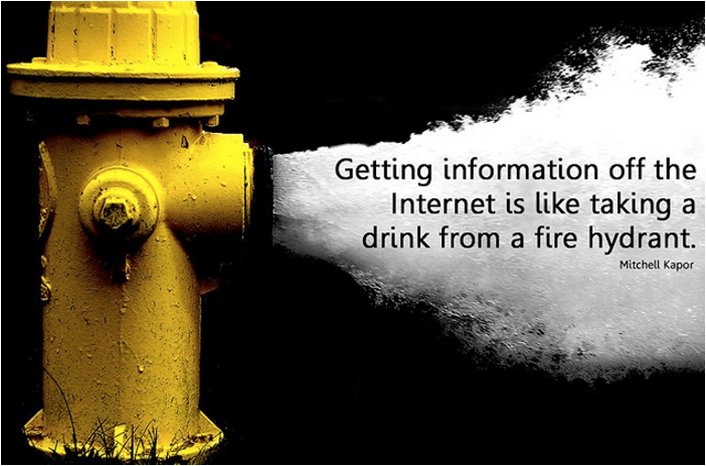 Getting information off the
Internet is like taking a
drink from a fire hydrant.
Mitchell Kapor